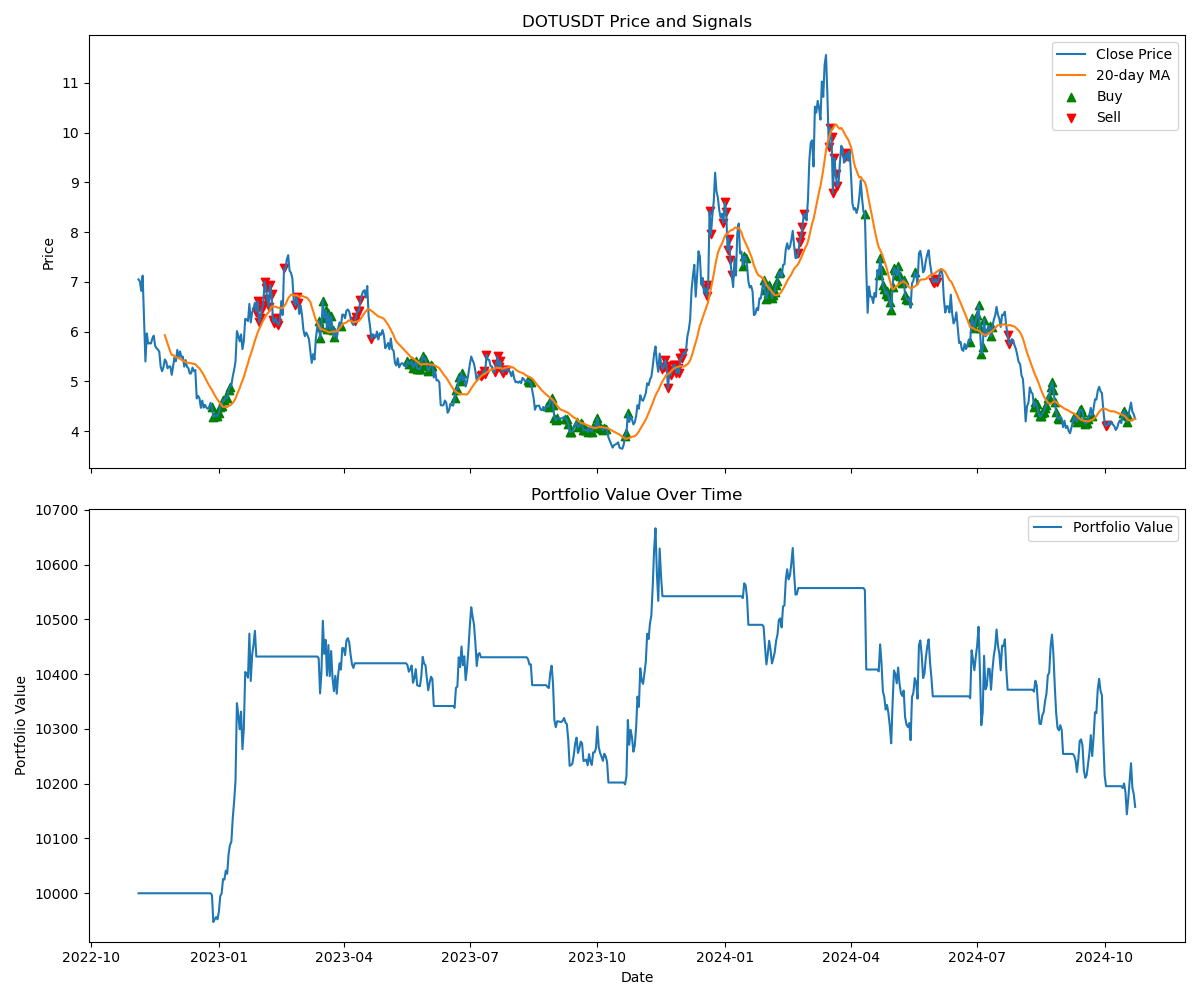 DOTUSDT Price and Signals
Close Price
20-day MA
Buy
Sell
Price
11
10
9
8
7
6
5
4
Portfolio Value Over Time
Portfolio Value
Portfolio Value
10700
10600
10500
10400
10300
10200
10100
10000
2022-10
2023-01
2023-04
2023-07
2023-10
2024-01
2024-04
2024-07
2024-10
Date